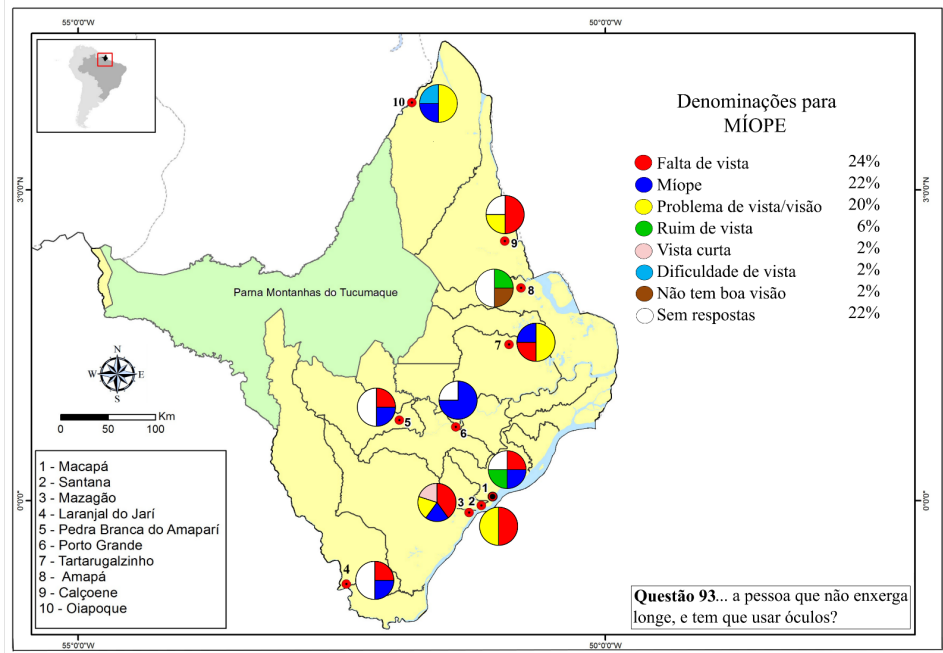 55°0'0"W
50°0'0"W
Denominações para
MÍOPE
Falta de vista 24%
Míope 22%
Problema de vista/visão 20%
Ruim de vista 6%
Vista curta 2%
Dificuldade de vista 2%
Não tem boa visão 2%
Sem respostas 22%
3°0'0"N
3°0'0"N
10
9
8
7
Parna Montanhas do Tucumaque
N
W E
S
Km
0 50 100
5
6
1
3 2
4
0°0'0"
0°0'0"
1 - Macapá
2 - Santana
3 - Mazagão
4 - Laranjal do Jarí
5 - Pedra Branca do Amaparí
6 - Porto Grande
7 - Tartarugalzinho
8 - Amapá
9 - Calçoene
10 - Oiapoque
Questão 93... a pessoa que não enxerga
longe, e tem que usar óculos?
55°0'0"W
50°0'0"W